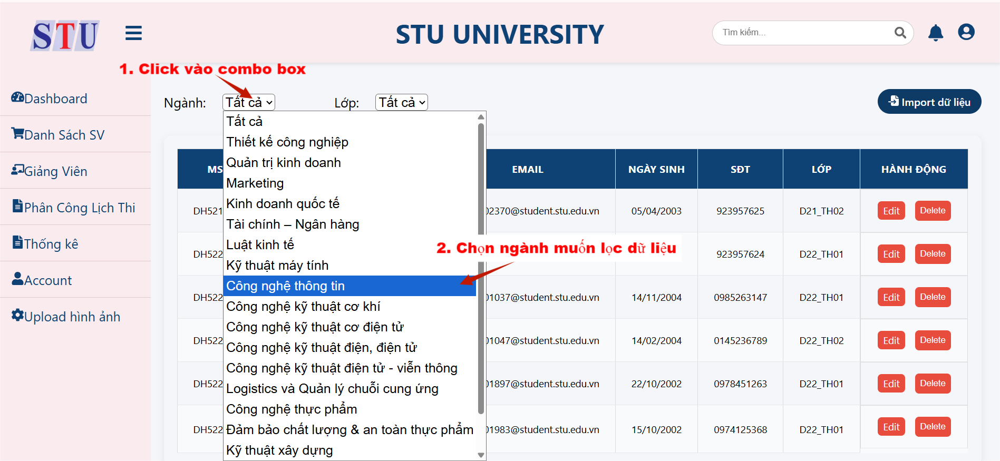 STU
STU UNIVERSITY
Tìm kiếm...
1. Click vào combo box
Dashboard
Danh Sách SV
Giảng Viên
Phân Công Lịch Thi
Thống kê
Account
Upload hình ảnh
Ngành: Tất cả Lớp: Tất cả
Import dữ liệu
Tất cả
Thiết kế công nghiệp
Quản trị kinh doanh
Marketing
Kinh doanh quốc tế
Tài chính – Ngân hàng
Luật kinh tế
Kỹ thuật máy tính
Công nghệ thông tin
Công nghệ kỹ thuật cơ khí
Công nghệ kỹ thuật cơ điện tử
Công nghệ kỹ thuật điện, điện tử
Công nghệ kỹ thuật điện tử - viễn thông
Logistics và Quản lý chuỗi cung ứng
Công nghệ thực phẩm
Đảm bảo chất lượng & an toàn thực phẩm
Kỹ thuật xây dựng
2. Chọn ngành muốn lọc dữ liệu
MS EMAIL NGÀY SINH SĐT LỚP HÀNH ĐỘNG
DH521 02370@student.stu.edu.vn 05/04/2003 923957625 D21_TH02 Edit Delete
DH522 923957624 D22_TH01 Edit Delete
DH522 01037@student.stu.edu.vn 14/11/2004 0985263147 D22_TH01 Edit Delete
DH522 01047@student.stu.edu.vn 14/02/2004 0145236789 D22_TH02 Edit Delete
DH522 01897@student.stu.edu.vn 22/10/2002 0978451263 D22_TH01 Edit Delete
DH522 01983@student.stu.edu.vn 15/10/2002 0974125368 D22_TH01 Edit Delete